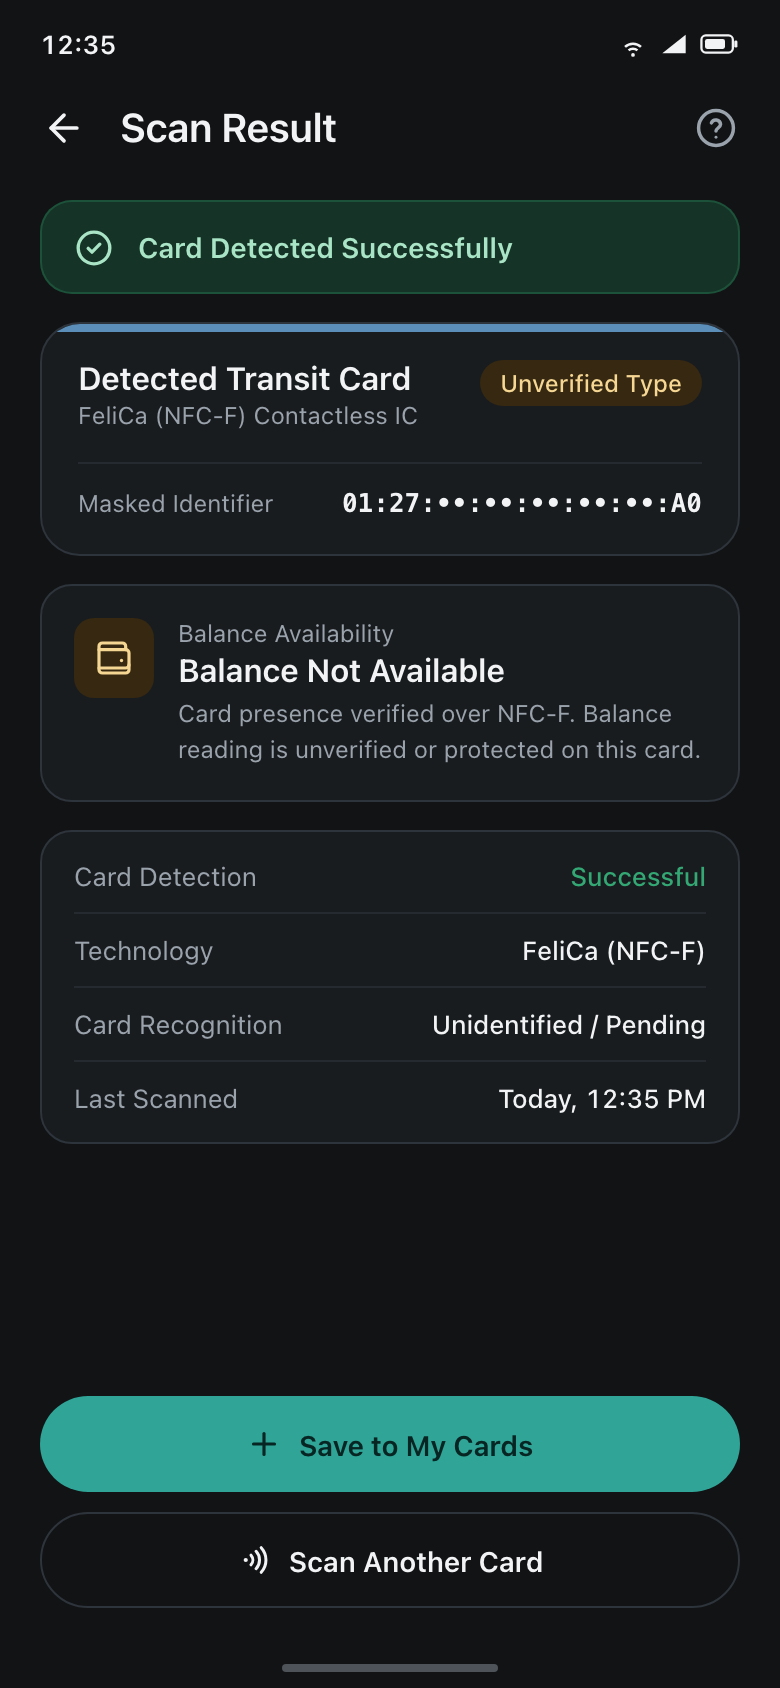 12:35
Scan Result
Card Detected Successfully
Detected Transit Card
Unverified Type
FeliCa (NFC-F) Contactless IC
Masked Identifier
01:27:••:••:••:••:••:A0
Balance Availability
Balance Not Available
Card presence verified over NFC-F. Balance
reading is unverified or protected on this card.
Card Detection
Successful
Technology
FeliCa (NFC-F)
Card Recognition
Unidentified / Pending
Last Scanned
Today, 12:35 PM
Save to My Cards
Scan Another Card